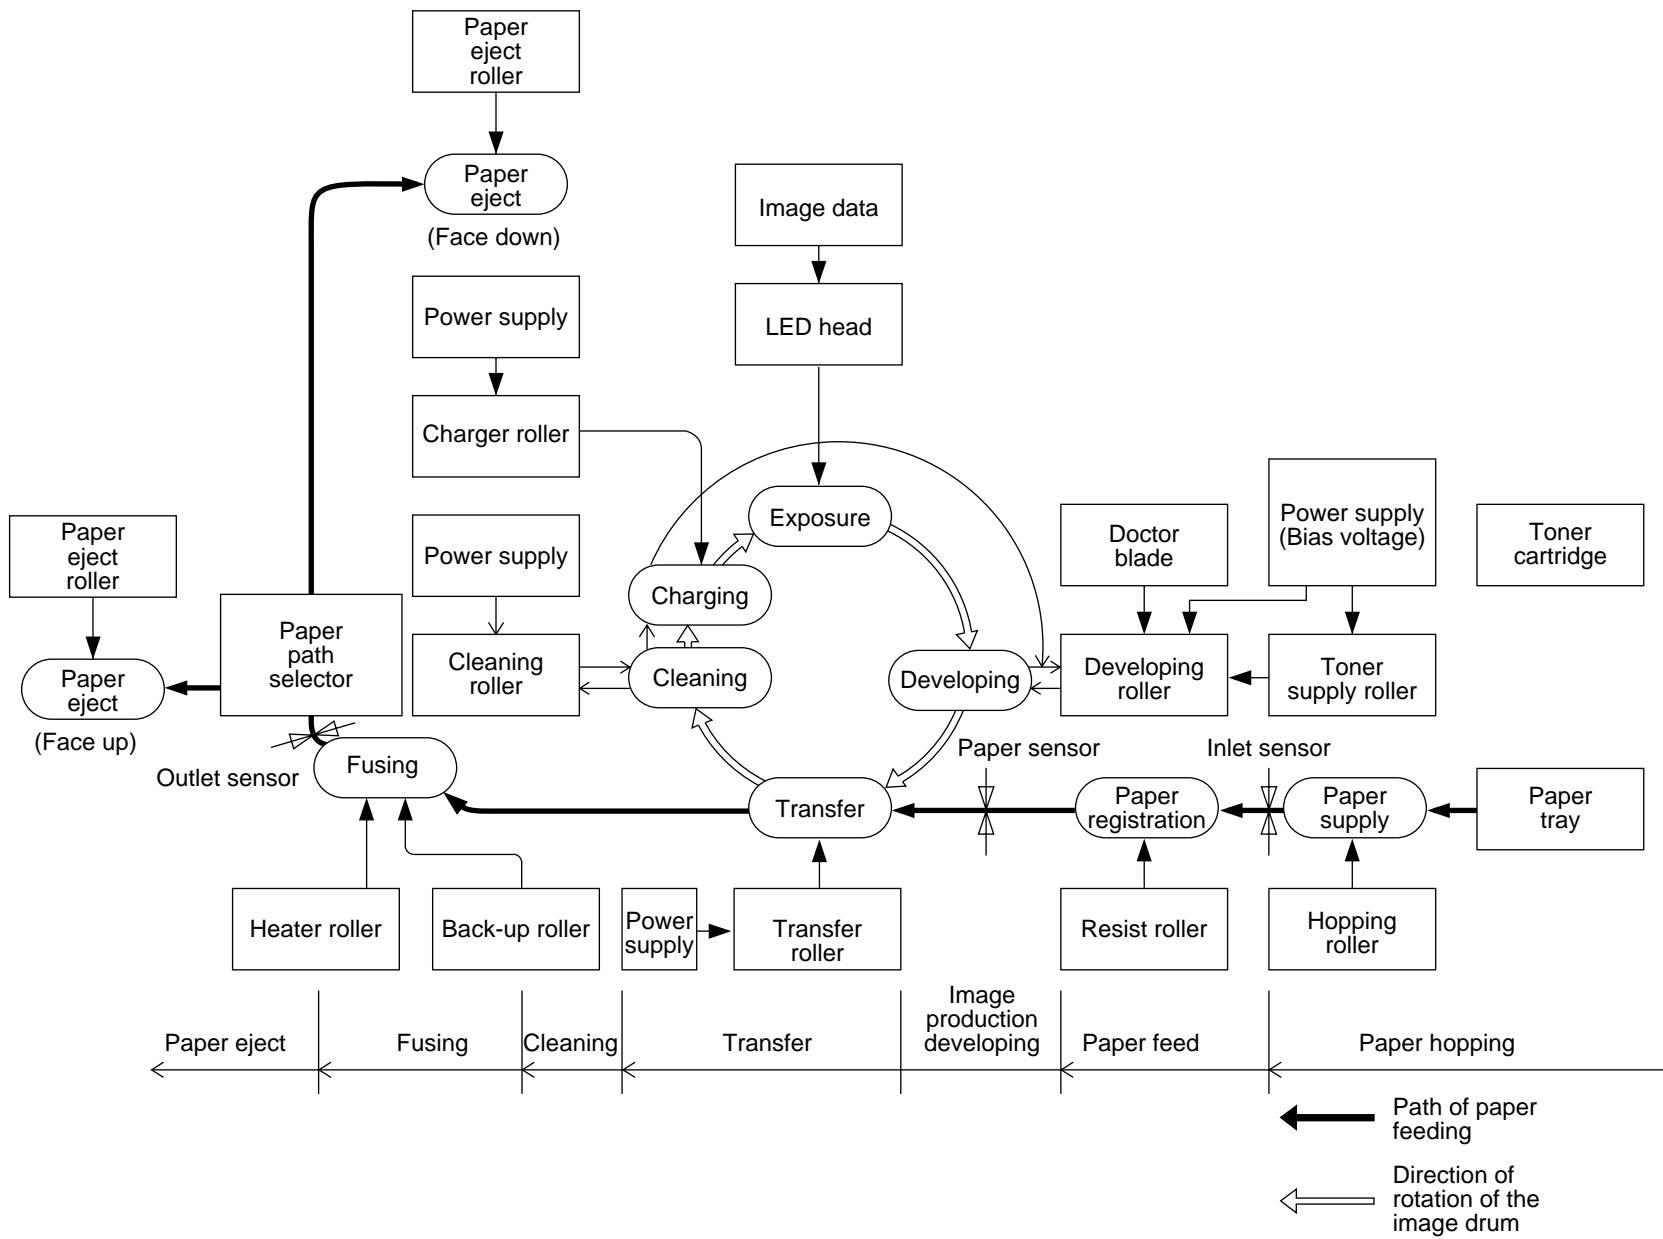 Paper
eject
roller
Paper
eject
(Face down)
Image data
Power supply
LED head
Charger roller
Exposure
Paper
eject
roller
Power supply
Doctor
blade
Power supply
(Bias voltage)
Toner
cartridge
Charging
Paper
path
selector
Cleaning
roller
Cleaning
Developing
Developing
roller
Toner
supply roller
Paper
eject
(Face up)
Outlet sensor
Fusing
Paper sensor
Inlet sensor
Transfer
Paper
registration
Paper
supply
Paper
tray
Heater roller
Back-up roller
Power
supply
Transfer
roller
Resist roller
Hopping
roller
Paper eject
Fusing
Cleaning
Transfer
Image
production
developing
Paper feed
Paper hopping
Path of paper
feeding
Direction of
rotation of the
image drum